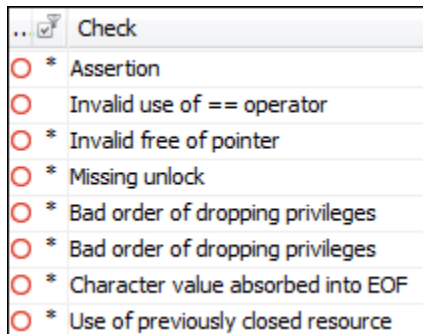 .. Check
* Assertion
Invalid use of == operator
* Invalid free of pointer
* Missing unlock
* Bad order of dropping privileges
* Bad order of dropping privileges
* Character value absorbed into EOF
* Use of previously closed resource